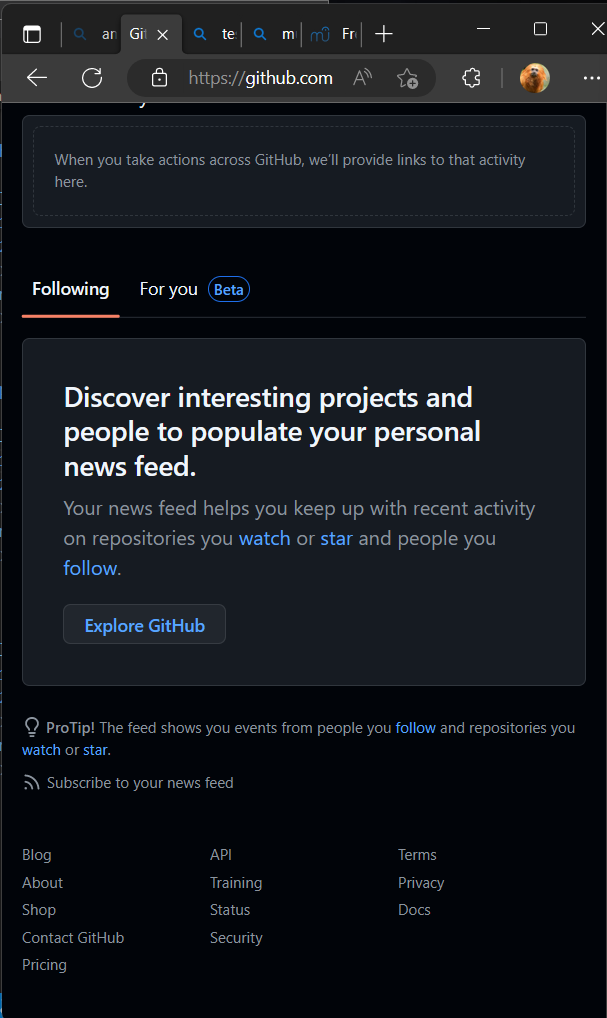 an
Git
te
m
Fr
https://github.com
When you take actions across GitHub, we’ll provide links to that activity
here.
Following
For you
Beta
Discover interesting projects and
people to populate your personal
news feed.
Your news feed helps you keep up with recent activity
on repositories you watch or star and people you
follow.
Explore GitHub
ProTip! The feed shows you events from people you follow and repositories you
watch or star.
Subscribe to your news feed
Blog
About
Shop
Contact GitHub
Pricing
API
Training
Status
Security
Terms
Privacy
Docs